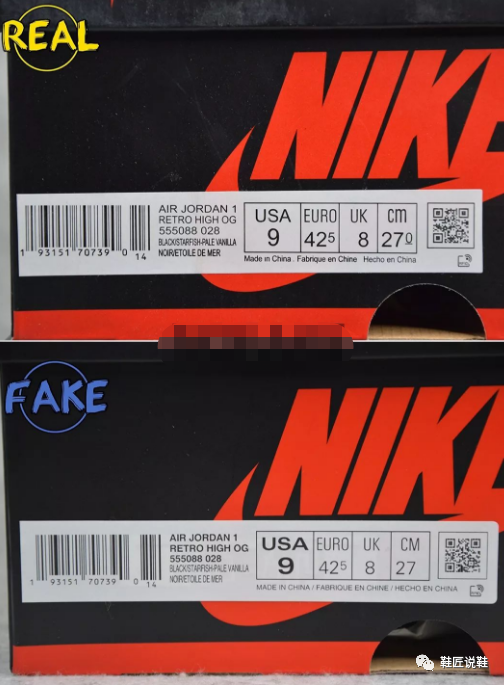 REAL
NIKE
AIR JORDAN 1
RETRO HIGH OG
555088 028
BLACK/STARFISH-PALE VANILLA
NOIR/ETOILE DE MER
1 93151 70739 0 14
USA EURO UK cm
9 42⁵ 8 27⁰
Made in China . Fabrique en Chine Hecho en China
FAKE
NIKE
AIR JORDAN 1
RETRO HIGH OG
555088 028
BLACK/STARFISH-PALE VANILLA
NOIR/ETOILE DE MER
1 93151 70739 0 14
USA EURO UK CM
9 42⁵ 8 27
MADE IN CHINA / FABRIQUE EN CHINE / HECHO EN CHINA
鞋匠说鞋